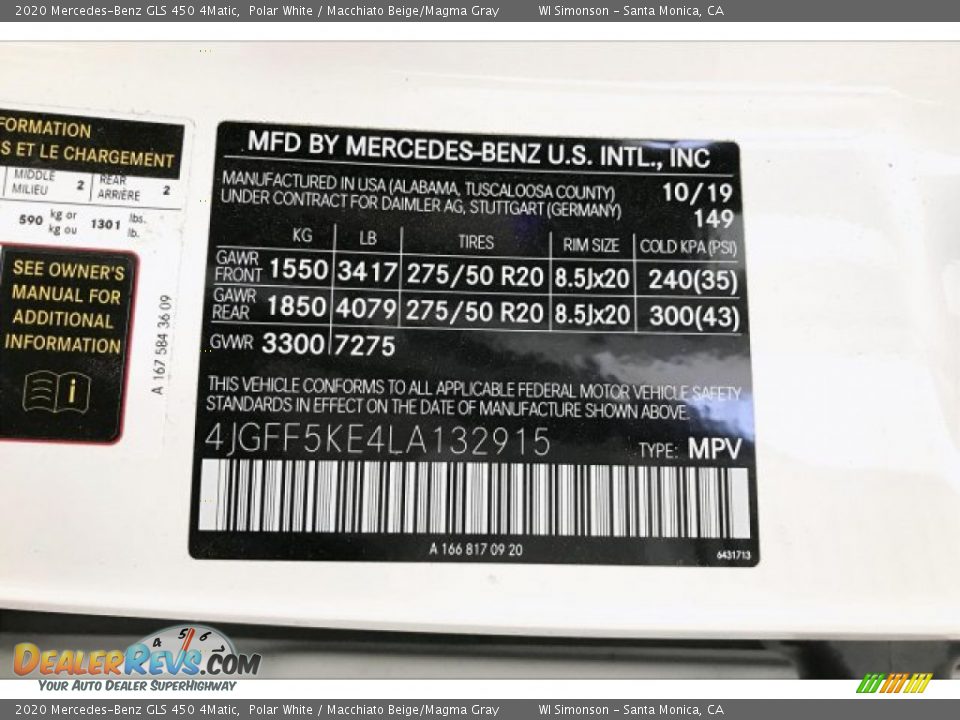 2020 Mercedes-Benz GLS 450 4Matic, Polar White / Macchiato Beige/Magma Gray WI Simonson - Santa Monica, CA
FORMATION
S ET LE CHARGEMENT
MIDDLE
MILIEU 2 REAR
ARRIÈRE 2
590 kg or
kg ou 1301 lbs.
lb.
SEE OWNER'S
MANUAL FOR
ADDITIONAL
INFORMATION
i
A 167 584 36 09
MFD BY MERCEDES-BENZ U.S. INTL., INC
MANUFACTURED IN USA (ALABAMA, TUSCALOOSA COUNTY) 10/19
UNDER CONTRACT FOR DAIMLER AG, STUTTGART (GERMANY) 149
KG LB TIRES RIM SIZE COLD KPA (PSI)
GAWR
FRONT 1550 3417 275/50 R20 8.5Jx20 240(35)
GAWR
REAR 1850 4079 275/50 R20 8.5Jx20 300(43)
GVWR 3300 7275
THIS VEHICLE CONFORMS TO ALL APPLICABLE FEDERAL MOTOR VEHICLE SAFETY
STANDARDS IN EFFECT ON THE DATE OF MANUFACTURE SHOWN ABOVE.
4JGFF5KE4LA132915 TYPE: MPV
A 166 817 09 20 6431713
4 5 6
DEALERREVS.COM
YOUR AUTO DEALER SUPERHIGHWAY
2020 Mercedes-Benz GLS 450 4Matic, Polar White / Macchiato Beige/Magma Gray WI Simonson - Santa Monica, CA